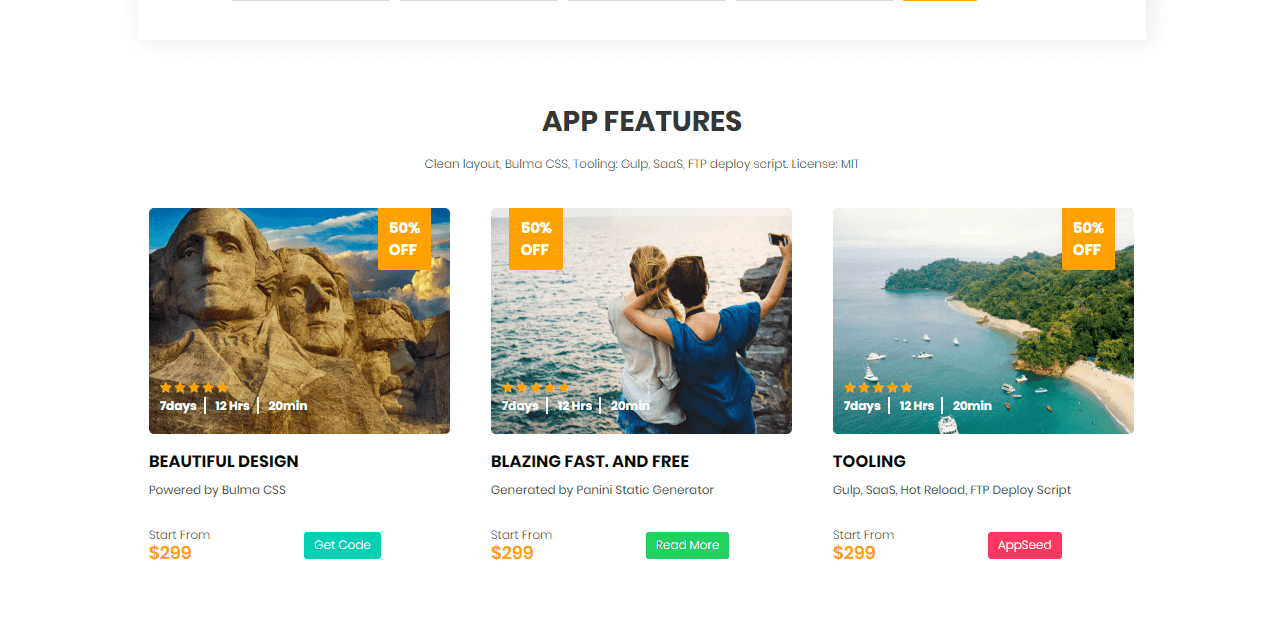 APP FEATURES
Clean layout, Bulma CSS, Tooling: Gulp, SaaS, FTP deploy script. License: MIT
50%
OFF
7days
12 Hrs
20min
BEAUTIFUL DESIGN
Powered by Bulma CSS
Start From
$299
Get Code
50%
OFF
7days
12 Hrs
20min
BLAZING FAST. AND FREE
Generated by Panini Static Generator
Start From
$299
Read More
50%
OFF
7days
12 Hrs
20min
TOOLING
Gulp, SaaS, Hot Reload, FTP Deploy Script
Start From
$299
AppSeed